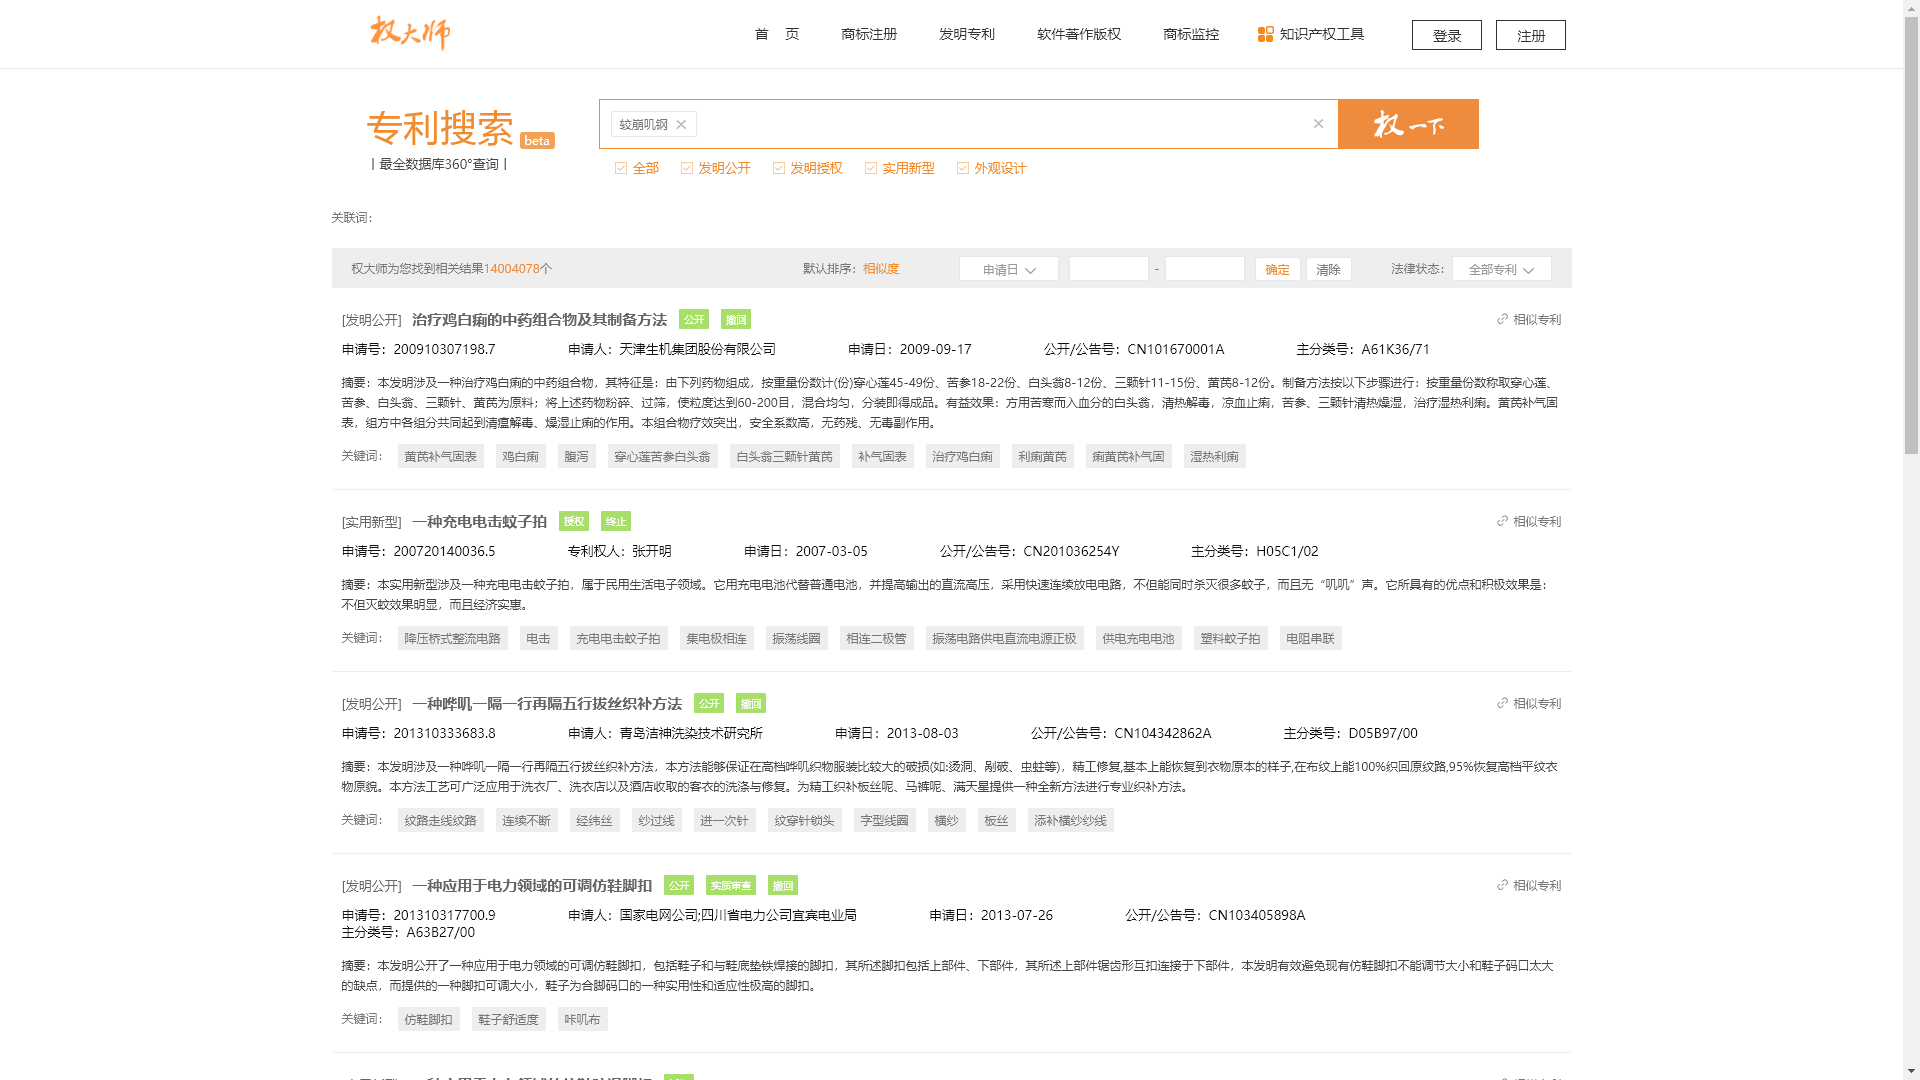 权大师
首 页 商标注册 发明专利 软件著作版权 商标监控 知识产权工具 登录 注册
专利搜索 beta
丨最全数据库360°查询丨
较崩叽钢
权一下
全部 发明公开 发明授权 实用新型 外观设计
关联词：
权大师为您找到相关结果14004078个 默认排序：相似度 申请日 - 确定 清除 法律状态： 全部专利
[发明公开] 治疗鸡白痢的中药组合物及其制备方法 公开 撤回 相似专利
申请号：200910307198.7 申请人：天津生机集团股份有限公司 申请日：2009-09-17 公开/公告号：CN101670001A 主分类号：A61K36/71
摘要：本发明涉及一种治疗鸡白痢的中药组合物，其特征是：由下列药物组成，按重量份数计(份)穿心莲45-49份、苦参18-22份、白头翁8-12份、三颗针11-15份、黄芪8-12份。制备方法按以下步骤进行：按重量份数称取穿心莲、
苦参、白头翁、三颗针、黄芪为原料；将上述药物粉碎、过筛，使粒度达到60-200目，混合均匀，分装即得成品。有益效果：方用苦寒而入血分的白头翁，清热解毒，凉血止痢，苦参、三颗针清热燥湿，治疗湿热利痢。黄芪补气固
表，组方中各组分共同起到清瘟解毒、燥湿止痢的作用。本组合物疗效突出，安全系数高，无药残、无毒副作用。
关键词： 黄芪补气固表 鸡白痢 腹泻 穿心莲苦参白头翁 白头翁三颗针黄芪 补气固表 治疗鸡白痢 利痢黄芪 痢黄芪补气固 湿热利痢
[实用新型] 一种充电电击蚊子拍 授权 终止 相似专利
申请号：200720140036.5 专利权人：张开明 申请日：2007-03-05 公开/公告号：CN201036254Y 主分类号：H05C1/02
摘要：本实用新型涉及一种充电电击蚊子拍，属于民用生活电子领域。它用充电电池代替普通电池，并提高输出的直流高压，采用快速连续放电电路，不但能同时杀灭很多蚊子，而且无“叽叽”声。它所具有的优点和积极效果是：
不但灭蚊效果明显，而且经济实惠。
关键词： 降压桥式整流电路 电击 充电电击蚊子拍 集电极相连 振荡线圈 相连二极管 振荡电路供电直流电源正极 供电充电电池 塑料蚊子拍 电阻串联
[发明公开] 一种哗叽一隔一行再隔五行拔丝织补方法 公开 撤回 相似专利
申请号：201310333683.8 申请人：青岛洁神洗染技术研究所 申请日：2013-08-03 公开/公告号：CN104342862A 主分类号：D05B97/00
摘要：本发明涉及一种哗叽一隔一行再隔五行拔丝织补方法，本方法能够保证在高档哗叽织物服装比较大的破损(如:烫洞、剐破、虫蛀等)，精工修复,基本上能恢复到衣物原本的样子,在布纹上能100%织回原纹路,95%恢复高档平纹衣
物原貌。本方法工艺可广泛应用于洗衣厂、洗衣店以及酒店收取的客衣的洗涤与修复。为精工织补板丝呢、马裤呢、满天星提供一种全新方法进行专业织补方法。
关键词： 纹路走线纹路 连续不断 经纬丝 纱过线 进一次针 纹穿针锁头 字型线圈 横纱 板丝 添补横纱纱线
[发明公开] 一种应用于电力领域的可调仿鞋脚扣 公开 实质审查 撤回 相似专利
申请号：201310317700.9 申请人：国家电网公司;四川省电力公司宜宾电业局 申请日：2013-07-26 公开/公告号：CN103405898A
主分类号：A63B27/00
摘要：本发明公开了一种应用于电力领域的可调仿鞋脚扣，包括鞋子和与鞋底垫铁焊接的脚扣，其所述脚扣包括上部件、下部件，其所述上部件锯齿形互扣连接于下部件，本发明有效避免现有仿鞋脚扣不能调节大小和鞋子码口太大
的缺点，而提供的一种脚扣可调大小，鞋子为合脚码口的一种实用性和适应性极高的脚扣。
关键词： 仿鞋脚扣 鞋子舒适度 咔叽布